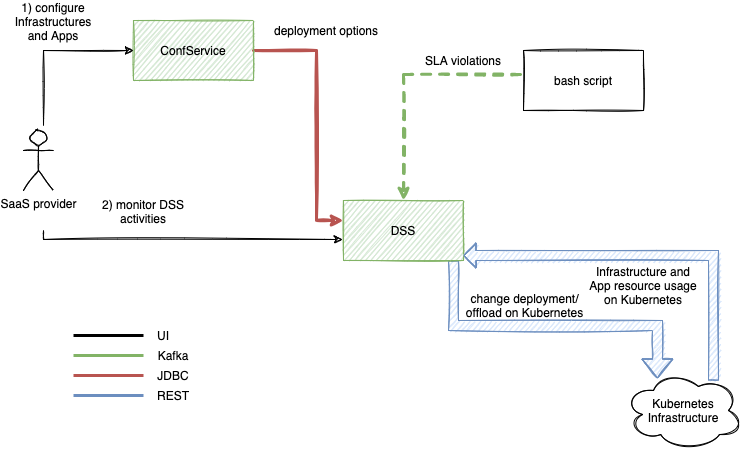 1) configure
Infrastructures
and Apps
ConfService
deployment options
SLA violations
bash script
SaaS provider
2) monitor DSS
activities
DSS
Infrastructure and
App resource usage
on Kubernetes
change deployment/
offload on Kubernetes
UI
Kafka
JDBC
REST
Kubernetes
Infrastructure